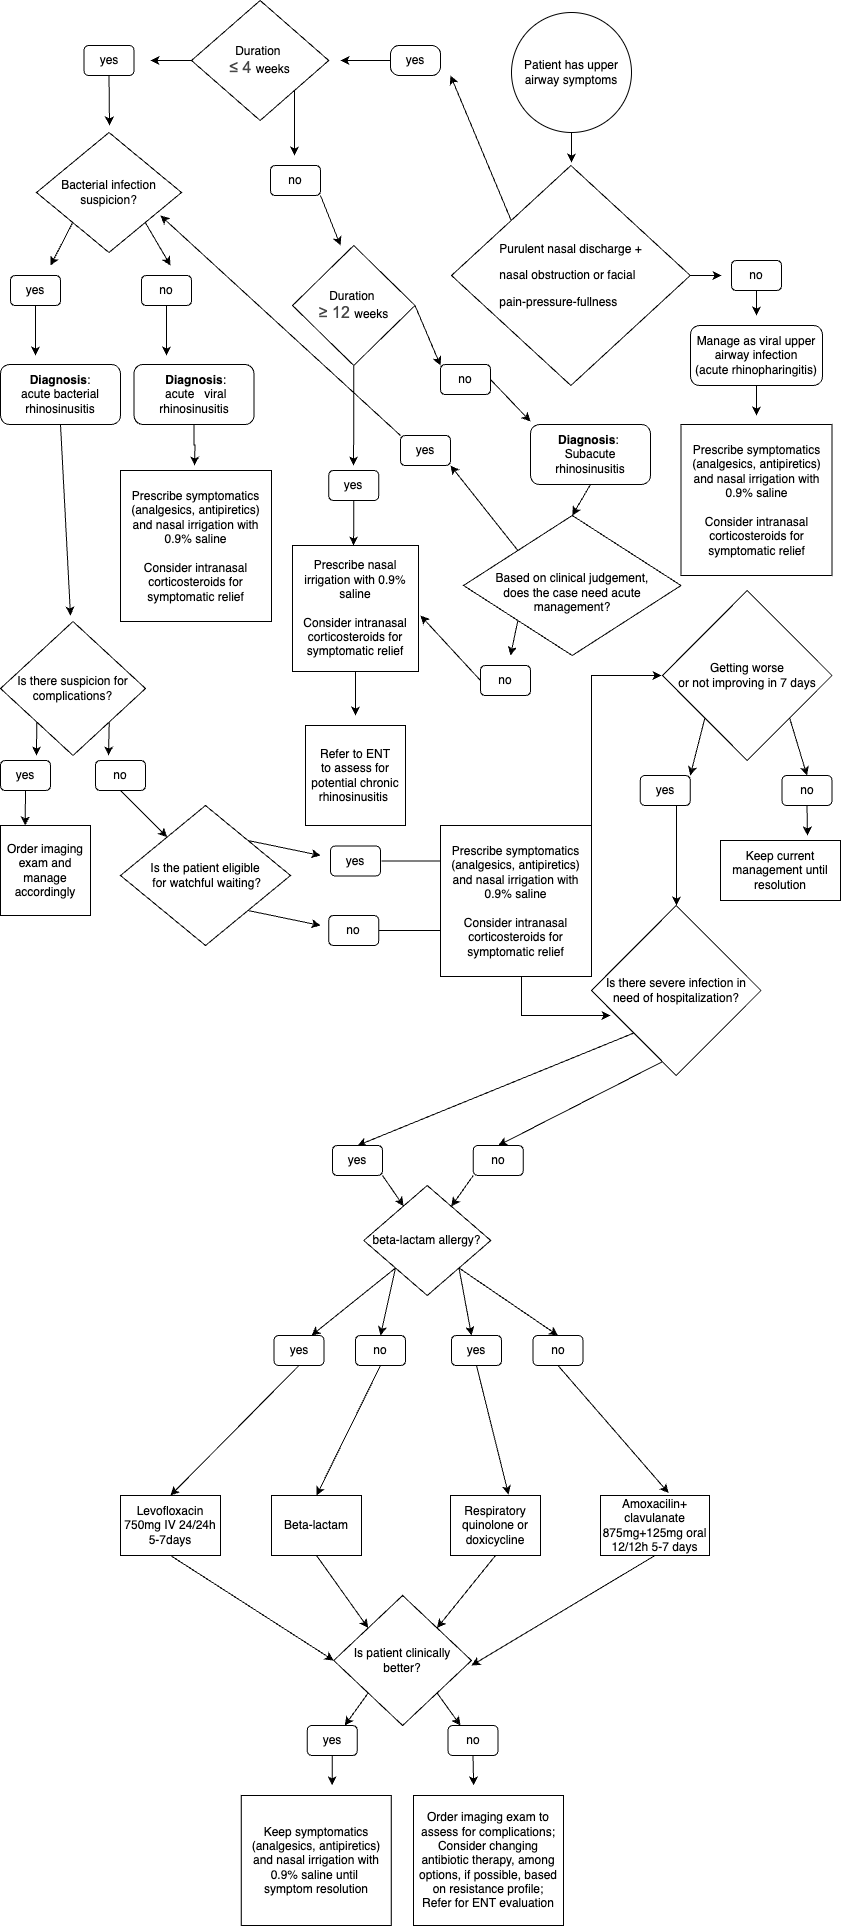 Patient has upper
airway symptoms
Purulent nasal discharge +
nasal obstruction or facial
pain-pressure-fullness
yes
no
Manage as viral upper
airway infection
(acute rhinopharingitis)
Prescribe symptomatics
(analgesics, antipiretics)
and nasal irrigation with
0.9% saline
Consider intranasal
corticosteroids for
symptomatic relief
Duration
≤ 4 weeks
yes
no
Bacterial infection
suspicion?
yes
no
Diagnosis:
acute bacterial
rhinosinusitis
Diagnosis:
acute viral
rhinosinusitis
Prescribe symptomatics
(analgesics, antipiretics)
and nasal irrigation with
0.9% saline
Consider intranasal
corticosteroids for
symptomatic relief
Duration
≥ 12 weeks
yes
no
Diagnosis:
Subacute
rhinosinusitis
Based on clinical judgement,
does the case need acute
management?
yes
no
Prescribe nasal
irrigation with 0.9%
saline
Consider intranasal
corticosteroids for
symptomatic relief
Refer to ENT
to assess for
potential chronic
rhinosinusitis
Is there suspicion for
complications?
yes
no
Order imaging
exam and
manage
accordingly
Is the patient eligible
for watchful waiting?
yes
no
Prescribe symptomatics
(analgesics, antipiretics)
and nasal irrigation with
0.9% saline
Consider intranasal
corticosteroids for
symptomatic relief
Getting worse
or not improving in 7 days
yes
no
Keep current
management until
resolution
Is there severe infection in
need of hospitalization?
yes
no
beta-lactam allergy?
yes
no
yes
no
Levofloxacin
750mg IV 24/24h
5-7days
Beta-lactam
Respiratory
quinolone or
doxicycline
Amoxacilin+
clavulanate
875mg+125mg oral
12/12h 5-7 days
Is patient clinically
better?
yes
no
Keep symptomatics
(analgesics, antipiretics)
and nasal irrigation with
0.9% saline until
symptom resolution
Order imaging exam to
assess for complications;
Consider changing
antibiotic therapy, among
options, if possible, based
on resistance profile;
Refer for ENT evaluation